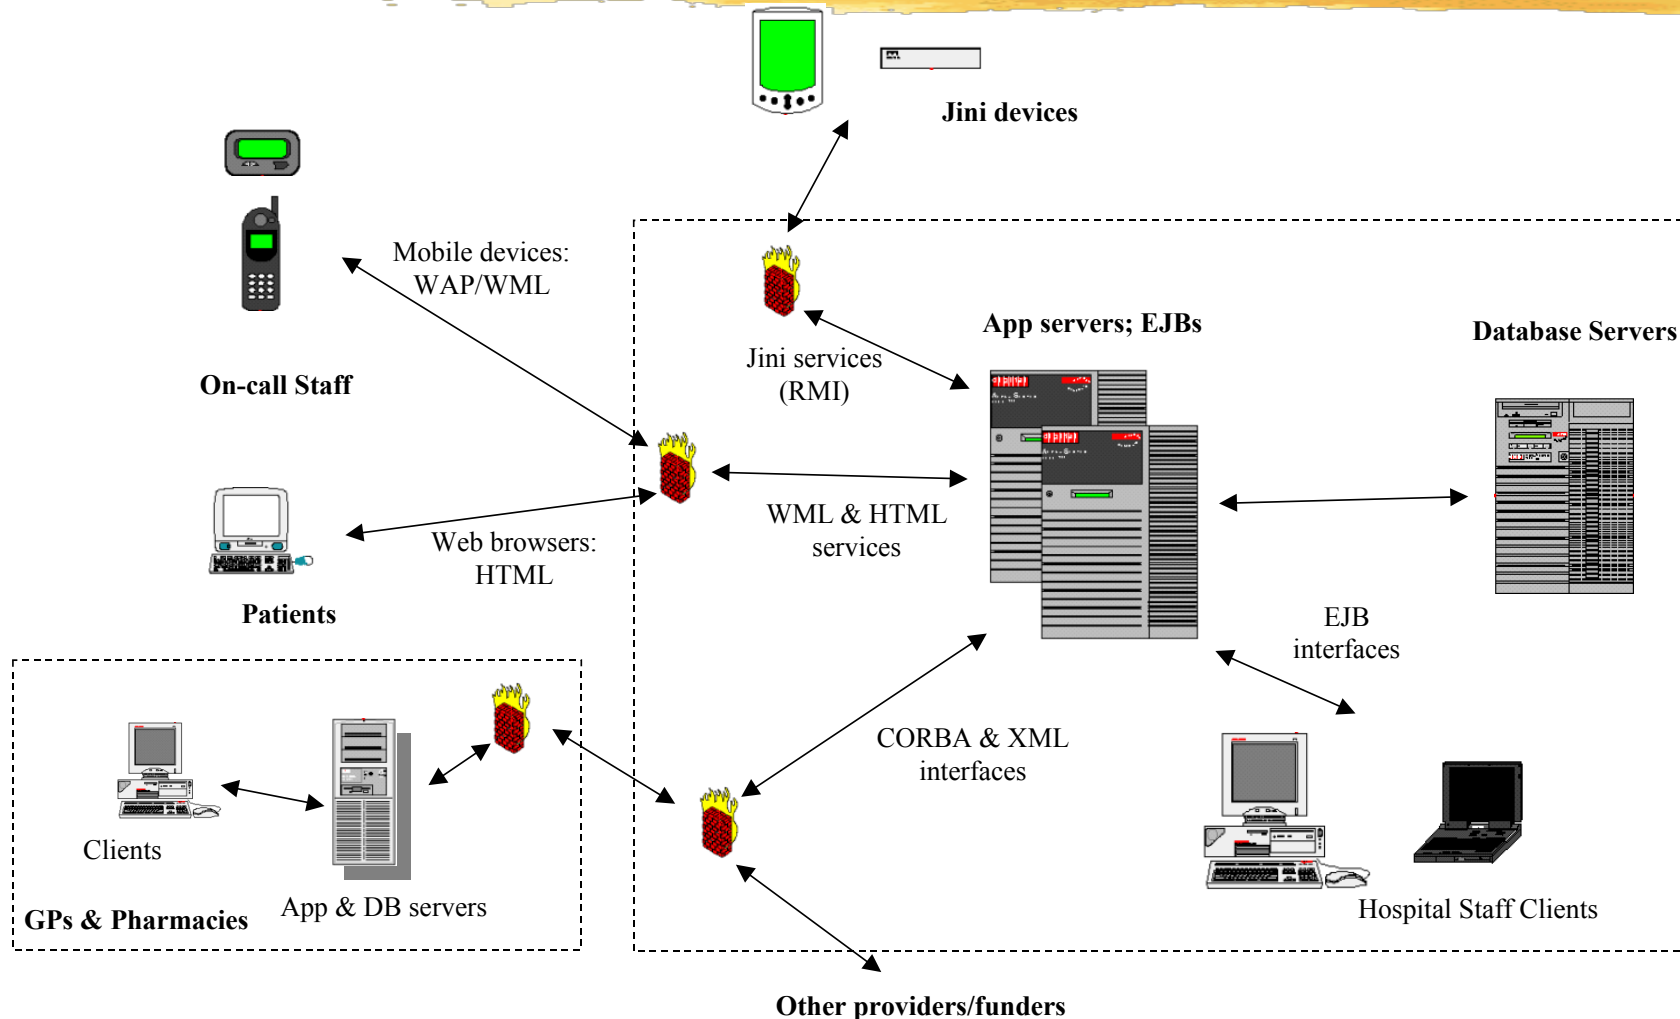 Jini devices
Mobile devices:
WAP/WML
On-call Staff
App servers; EJBs
Database Servers
Jini services
(RMI)
WML & HTML
services
Web browsers:
HTML
Patients
EJB
interfaces
CORBA & XML
interfaces
Clients
App & DB servers
GPs & Pharmacies
Hospital Staff Clients
Other providers/funders